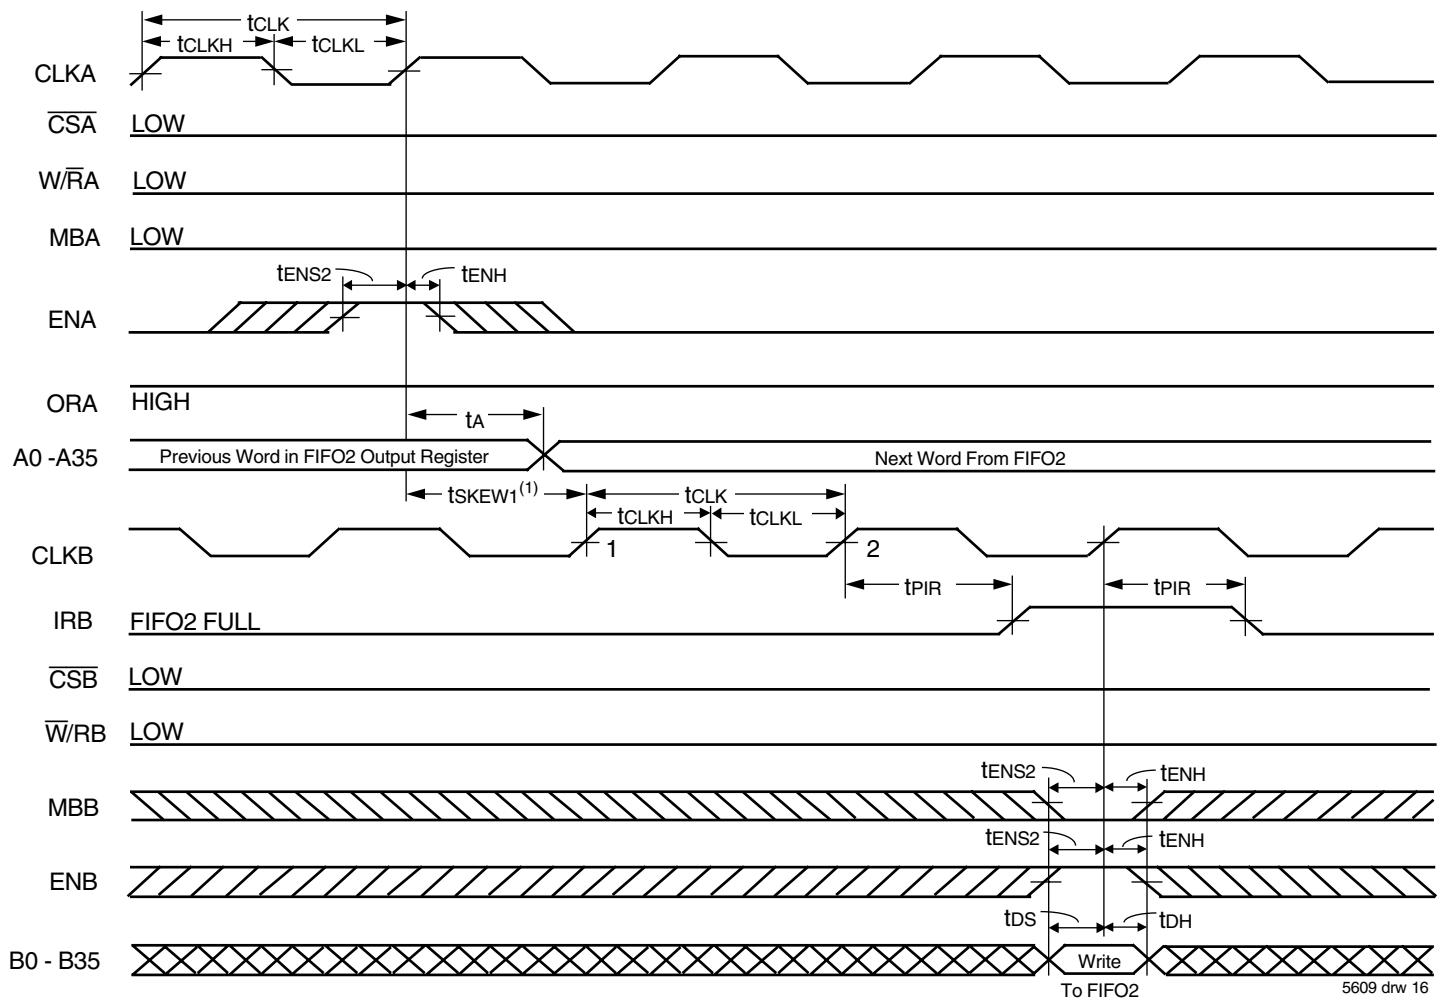 tCLK
tCLKH tCLKL
CLKA
C̅S̅A̅ LOW
W/R̅A LOW
MBA LOW
tENS2 tENH
ENA
ORA HIGH
tA
A0 -A35 Previous Word in FIFO2 Output Register Next Word From FIFO2
tSKEW1(1) tCLK
tCLKH tCLKL
CLKB 1 2
tPIR tPIR
IRB FIFO2 FULL
C̅S̅B̅ LOW
W̅/RB LOW
tENS2 tENH
MBB
tENS2 tENH
ENB
tDS tDH
B0 - B35 Write
To FIFO2
5609 drw 16